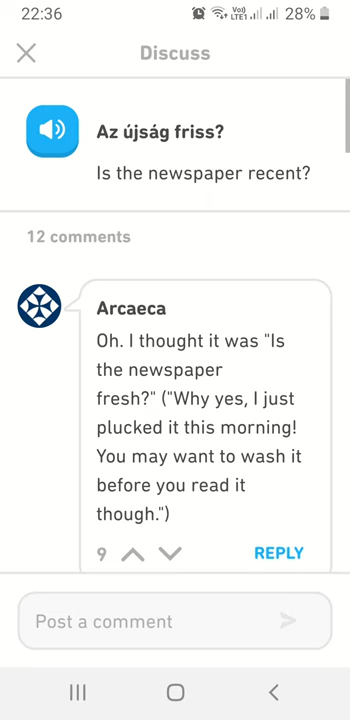 22:36
Vo))
LTE1
28%
Discuss
Az újság friss?
Is the newspaper recent?
12 comments
Arcaeca
Oh. I thought it was "Is
the newspaper
fresh?" ("Why yes, I just
plucked it this morning!
You may want to wash it
before you read it
though.")
9
REPLY
Post a comment